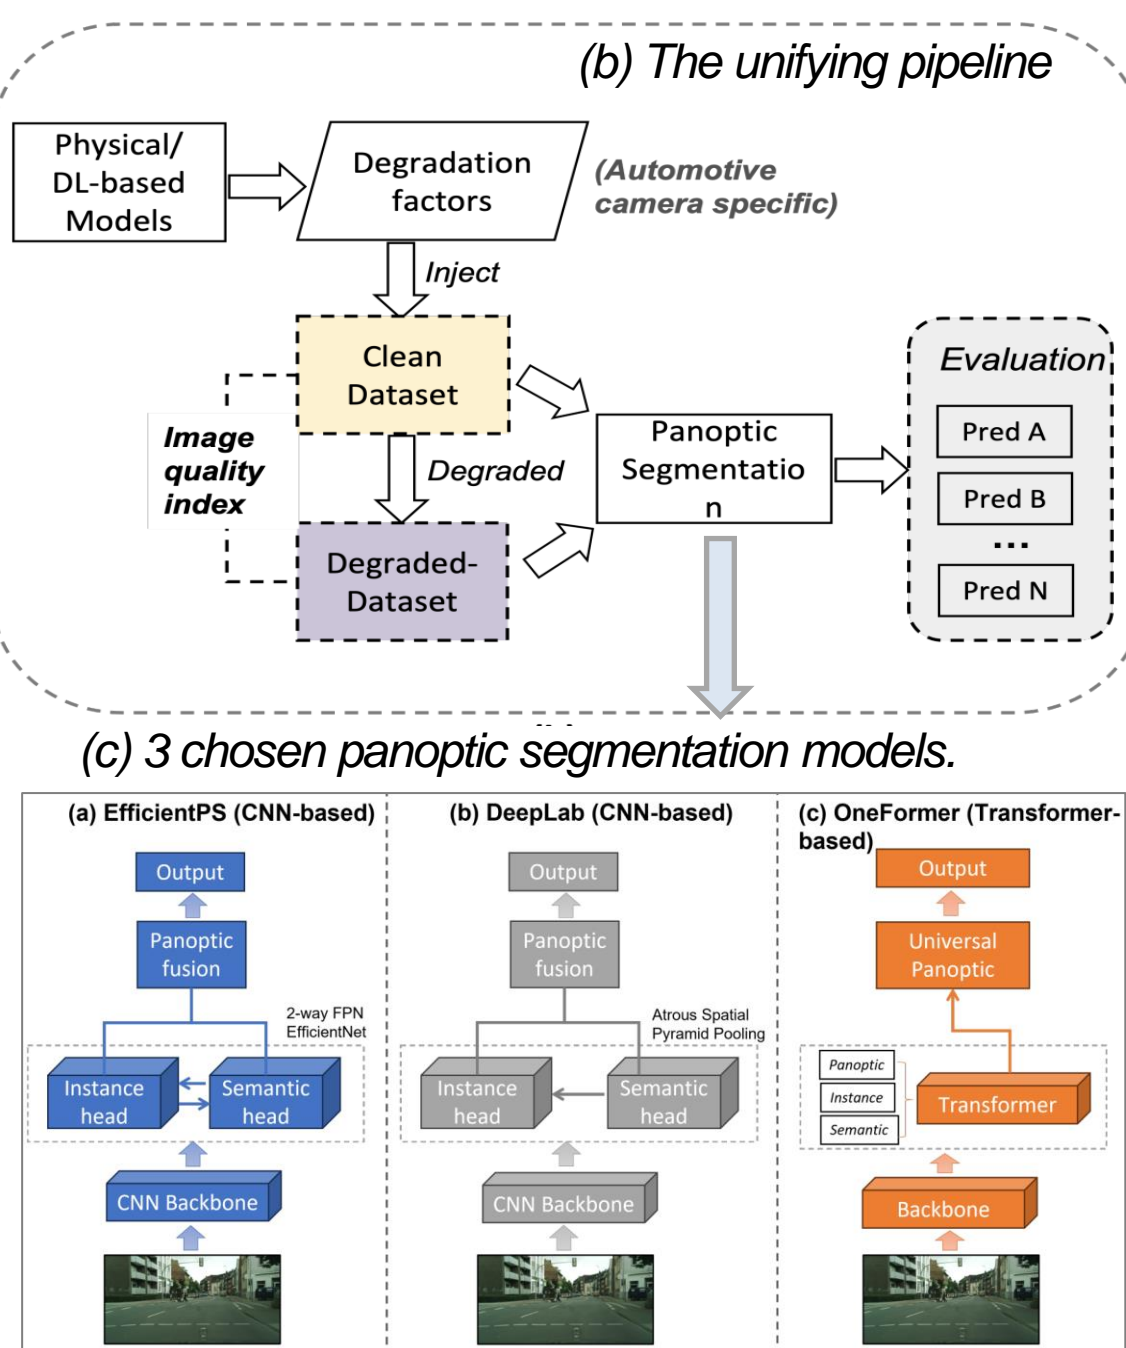 (b) The unifying pipeline
Physical/
DL-based
Models
Degradation
factors
(Automotive
camera specific)
Inject
Clean
Dataset
Image
quality
index
Degraded
Degraded-
Dataset
Panoptic
Segmentatio
n
Evaluation
Pred A
Pred B
...
Pred N
(c) 3 chosen panoptic segmentation models.
(a) EfficientPS (CNN-based)
Output
Panoptic
fusion
2-way FPN
EfficientNet
Instance
head
Semantic
head
CNN Backbone
(b) DeepLab (CNN-based)
Output
Panoptic
fusion
Atrous Spatial
Pyramid Pooling
Instance
head
Semantic
head
CNN Backbone
(c) OneFormer (Transformer-
based)
Output
Universal
Panoptic
Panoptic
Instance
Semantic
Transformer
Backbone